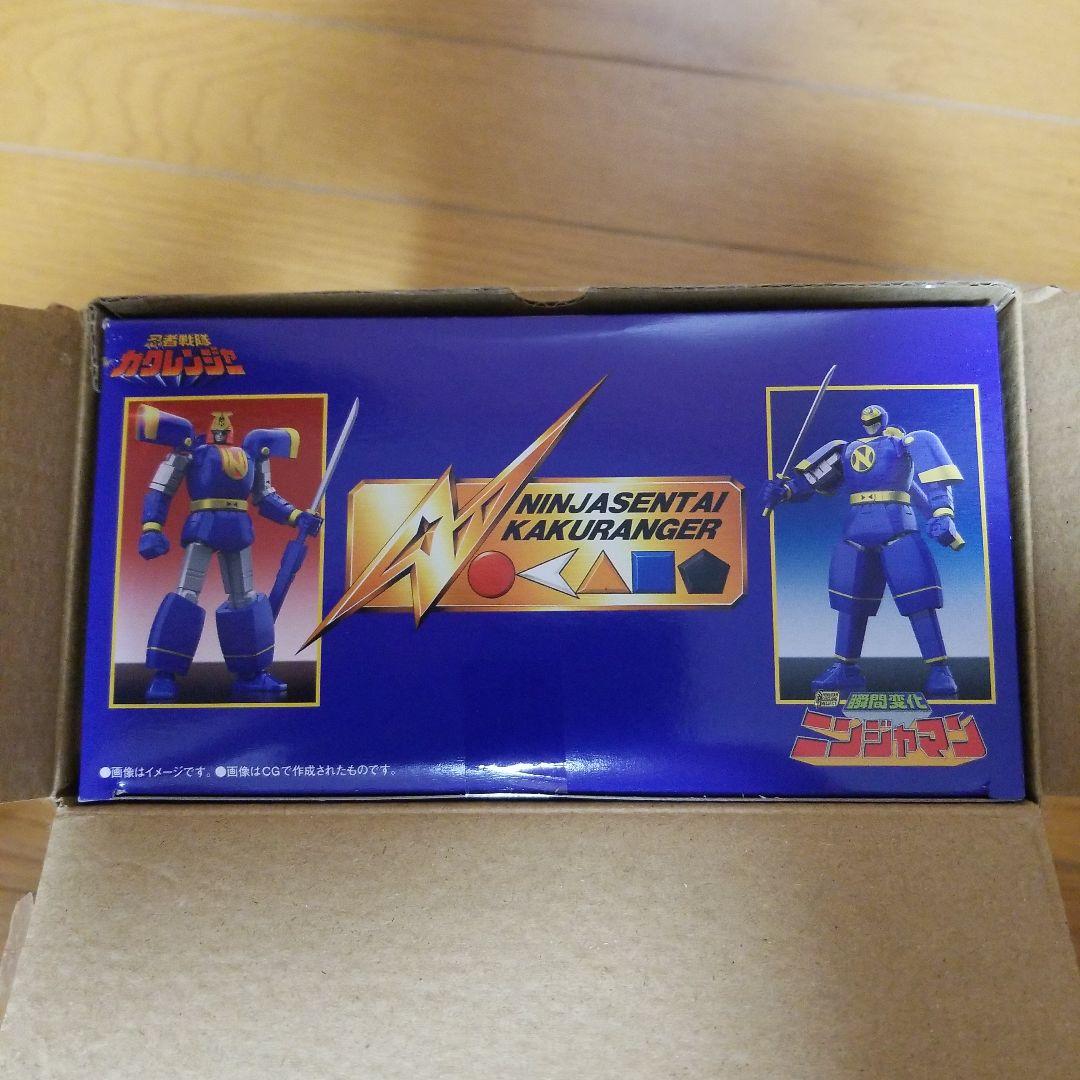 忍者戦隊
カクレンジャー
NINJASENTAI
KAKURANGER
N
N
瞬間変化
ニンジャマン
●画像はイメージです。●画像はCGで作成されたものです。